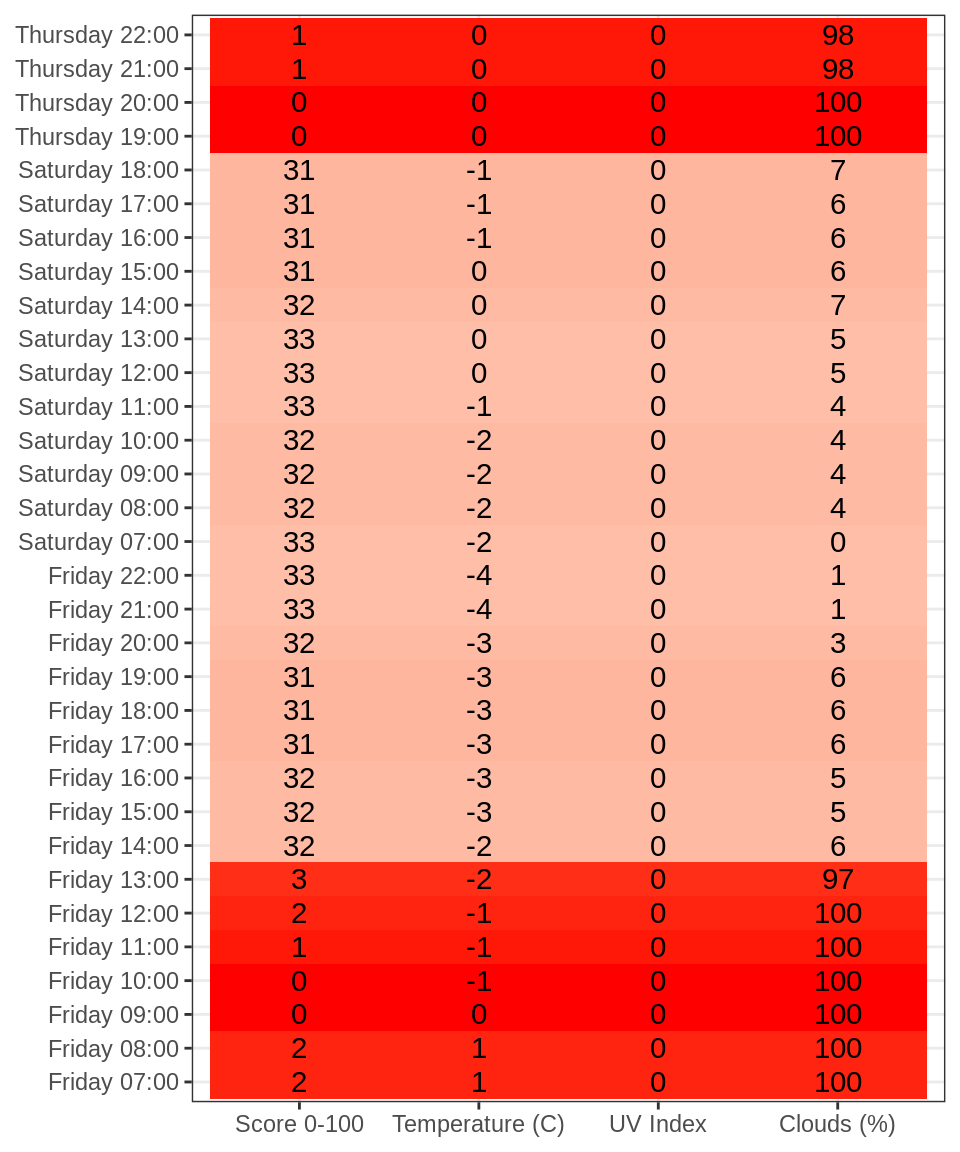 Thursday 22:00 1 0 0 98
Thursday 21:00 1 0 0 98
Thursday 20:00 0 0 0 100
Thursday 19:00 0 0 0 100
Saturday 18:00 31 -1 0 7
Saturday 17:00 31 -1 0 6
Saturday 16:00 31 -1 0 6
Saturday 15:00 31 0 0 6
Saturday 14:00 32 0 0 7
Saturday 13:00 33 0 0 5
Saturday 12:00 33 0 0 5
Saturday 11:00 33 -1 0 4
Saturday 10:00 32 -2 0 4
Saturday 09:00 32 -2 0 4
Saturday 08:00 32 -2 0 4
Saturday 07:00 33 -2 0 0
Friday 22:00 33 -4 0 1
Friday 21:00 33 -4 0 1
Friday 20:00 32 -3 0 3
Friday 19:00 31 -3 0 6
Friday 18:00 31 -3 0 6
Friday 17:00 31 -3 0 6
Friday 16:00 32 -3 0 5
Friday 15:00 32 -3 0 5
Friday 14:00 32 -2 0 6
Friday 13:00 3 -2 0 97
Friday 12:00 2 -1 0 100
Friday 11:00 1 -1 0 100
Friday 10:00 0 -1 0 100
Friday 09:00 0 0 0 100
Friday 08:00 2 1 0 100
Friday 07:00 2 1 0 100
Score 0-100 Temperature (C) UV Index Clouds (%)